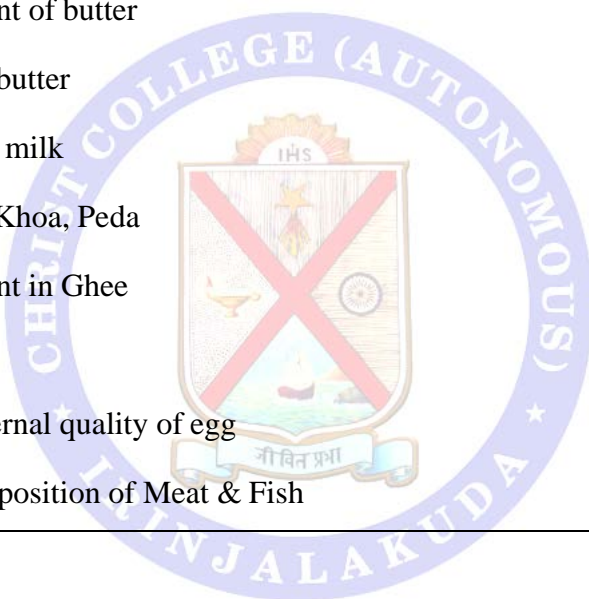 nt of butter
butter
milk
Khoa, Peda
nt in Ghee
ernal quality of egg
position of Meat & Fish
CHRIST COLLEGE (AUTONOMOUS)
IHS
जीवित प्रभा
IRINJALAKUDA